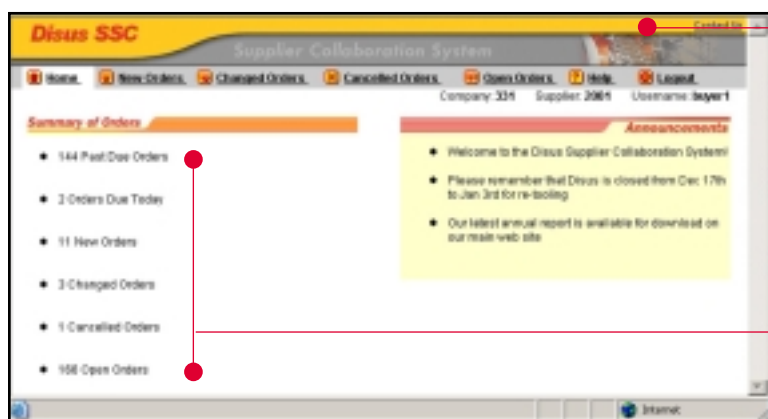 Contact Us
Disus SSC
Supplier Collaboration System
Home New Orders Changed Orders Cancelled Orders Open Orders Help Logout
Company: 331 Supplier: 2001 Username: buyer1
Summary of Orders
Announcements
144 Past Due Orders
2 Orders Due Today
11 New Orders
3 Changed Orders
1 Cancelled Orders
166 Open Orders
Welcome to the Disus Supplier Collaboration System!
Please remember that Disus is closed from Dec 17th
to Jan 3rd for re-tooling
Our latest annual report is available for download on
our main web site
Internet